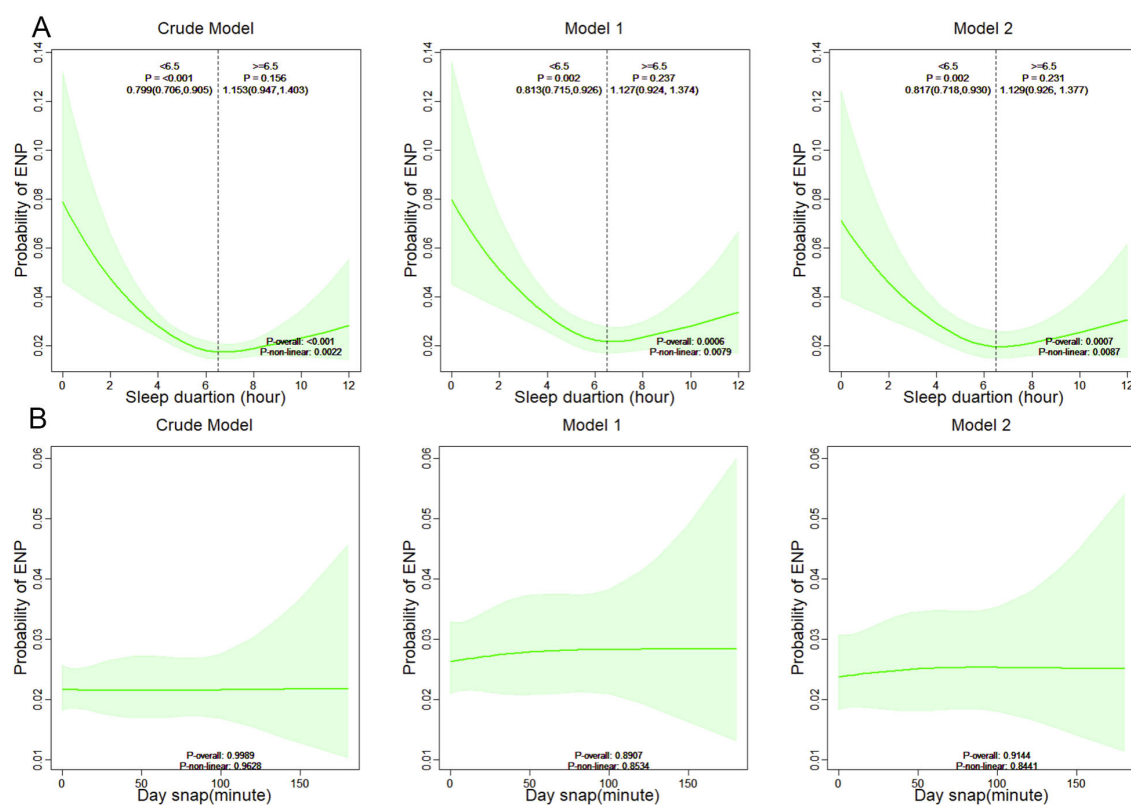 A
Crude Model
Model 1
Model 2
Probability of ENP
0.14
0.12
0.10
0.08
0.06
0.04
0.02
<6.5 >=6.5
P = <0.001 P = 0.156
0.799(0.706,0.905) 1.153(0.947,1.403)
P-overall: <0.001
P-non-linear: 0.0022
0 2 4 6 8 10 12
Sleep duartion (hour)
Probability of ENP
0.14
0.12
0.10
0.08
0.06
0.04
0.02
<6.5 >=6.5
P = 0.002 P = 0.237
0.813(0.715,0.926) 1.127(0.924, 1.374)
P-overall: 0.0006
P-non-linear: 0.0079
0 2 4 6 8 10 12
Sleep duartion (hour)
Probability of ENP
0.14
0.12
0.10
0.08
0.06
0.04
0.02
<6.5 >=6.5
P = 0.002 P = 0.231
0.817(0.718,0.930) 1.129(0.926, 1.377)
P-overall: 0.0007
P-non-linear: 0.0087
0 2 4 6 8 10 12
Sleep duartion (hour)
B
Crude Model
Model 1
Model 2
Probability of ENP
0.06
0.05
0.04
0.03
0.02
0.01
P-overall: 0.9989
P-non-linear: 0.9628
0 50 100 150
Day snap(minute)
Probability of ENP
0.06
0.05
0.04
0.03
0.02
0.01
P-overall: 0.8907
P-non-linear: 0.8534
0 50 100 150
Day snap(minute)
Probability of ENP
0.06
0.05
0.04
0.03
0.02
0.01
P-overall: 0.9144
P-non-linear: 0.8441
0 50 100 150
Day snap(minute)